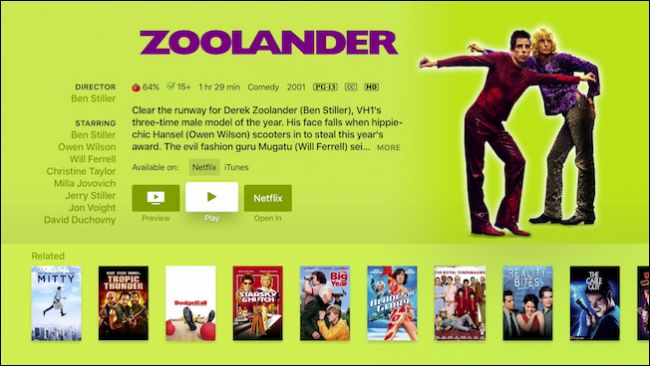 ZOOLANDER
DIRECTOR
Ben Stiller
STARRING
Ben Stiller
Owen Wilson
Will Ferrell
Christine Taylor
Milla Jovovich
Jerry Stiller
Jon Voight
David Duchovny
64% 15+ 1 hr 29 min Comedy 2001 PG-13 CC HD
Clear the runway for Derek Zoolander (Ben Stiller), VH1's
three-time male model of the year. His face falls when hippie-
chic Hansel (Owen Wilson) scooters in to steal this year's
award. The evil fashion guru Mugatu (Will Ferrell) sei... MORE
Available on: Netflix iTunes
Netflix
Preview Play Open In
Related
MITTY
TROPIC
THUNDER
DodgeBall
STARSKY
& HUTCH
the Big
Year
BLADES of
GLORY
THE ROYAL TENENBAUMS
REALITY
BITES
THE
CABLE
GUY